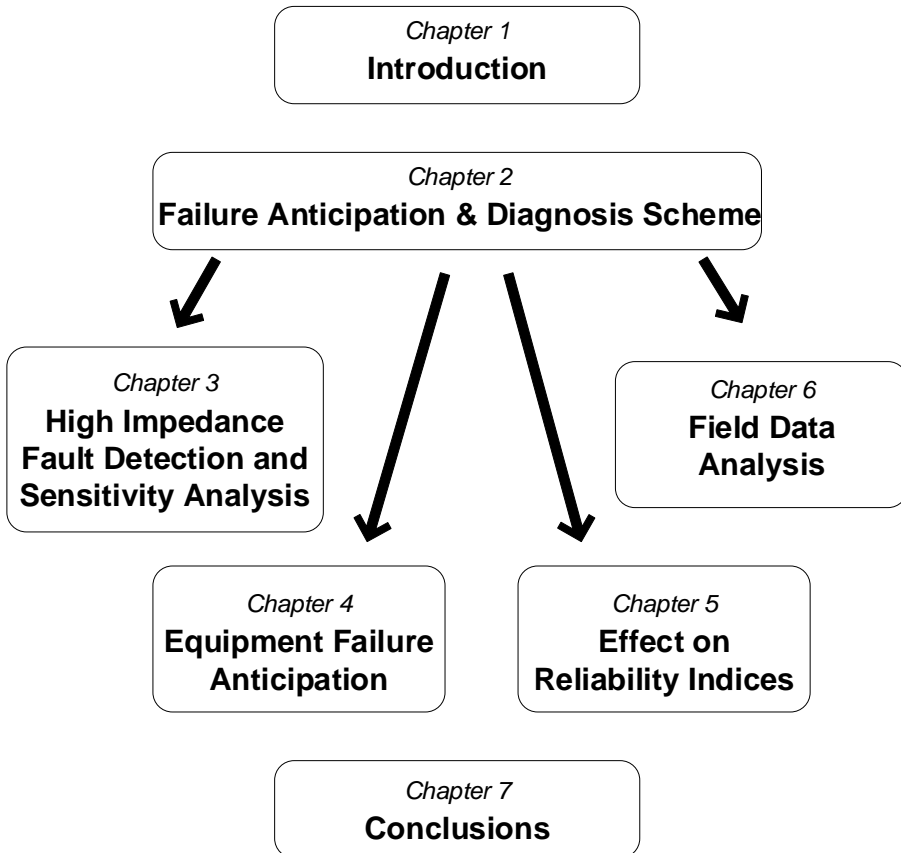 Chapter 1
Introduction
Chapter 2
Failure Anticipation & Diagnosis Scheme
Chapter 3
High Impedance
Fault Detection and
Sensitivity Analysis
Chapter 6
Field Data
Analysis
Chapter 4
Equipment Failure
Anticipation
Chapter 5
Effect on
Reliability Indices
Chapter 7
Conclusions